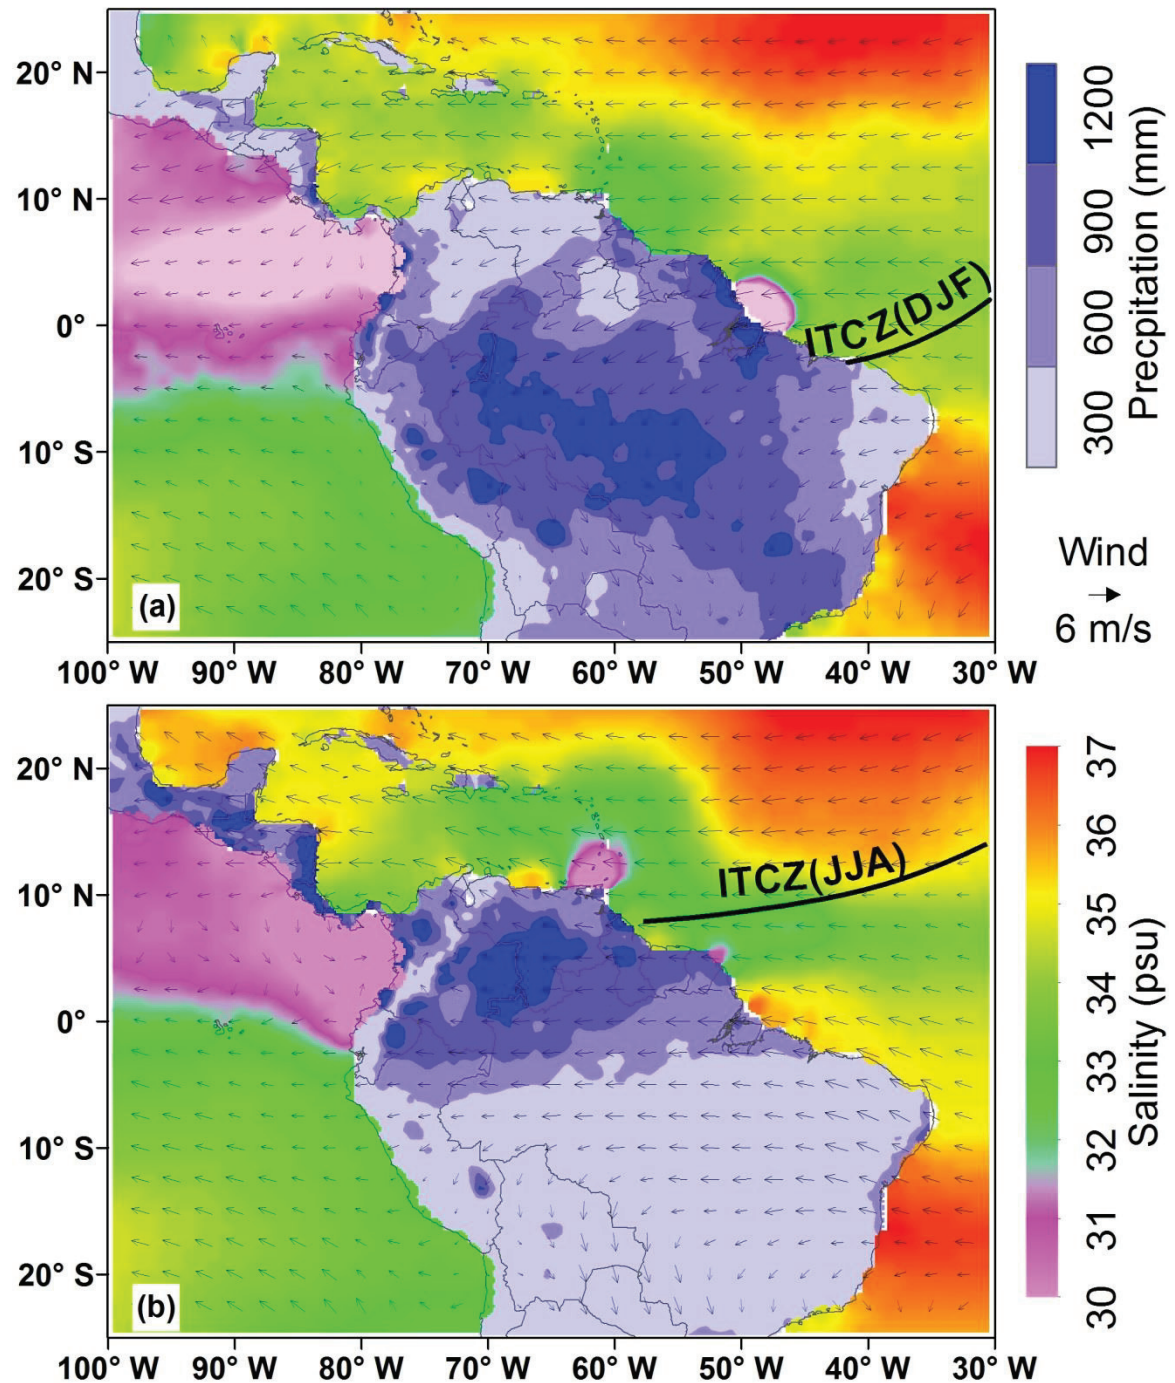 20° N
10° N
0°
10° S
20° S
ITCZ(DJF)
(a)
100° W 90° W 80° W 70° W 60° W 50° W 40° W 30° W
300 600 900 1200
Precipitation (mm)
Wind
6 m/s
20° N
10° N
0°
10° S
20° S
ITCZ(JJA)
(b)
100° W 90° W 80° W 70° W 60° W 50° W 40° W 30° W
30 31 32 33 34 35 36 37
Salinity (psu)